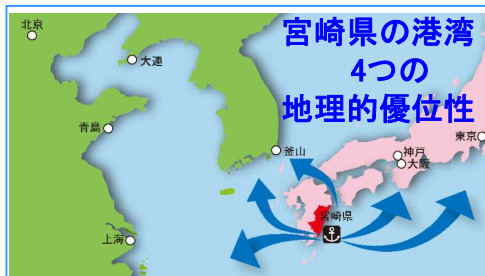 宮崎県の港湾
4つの
地理的優位性
北京
大連
青島
釜山
神戸
大阪
東京
宮崎県
上海